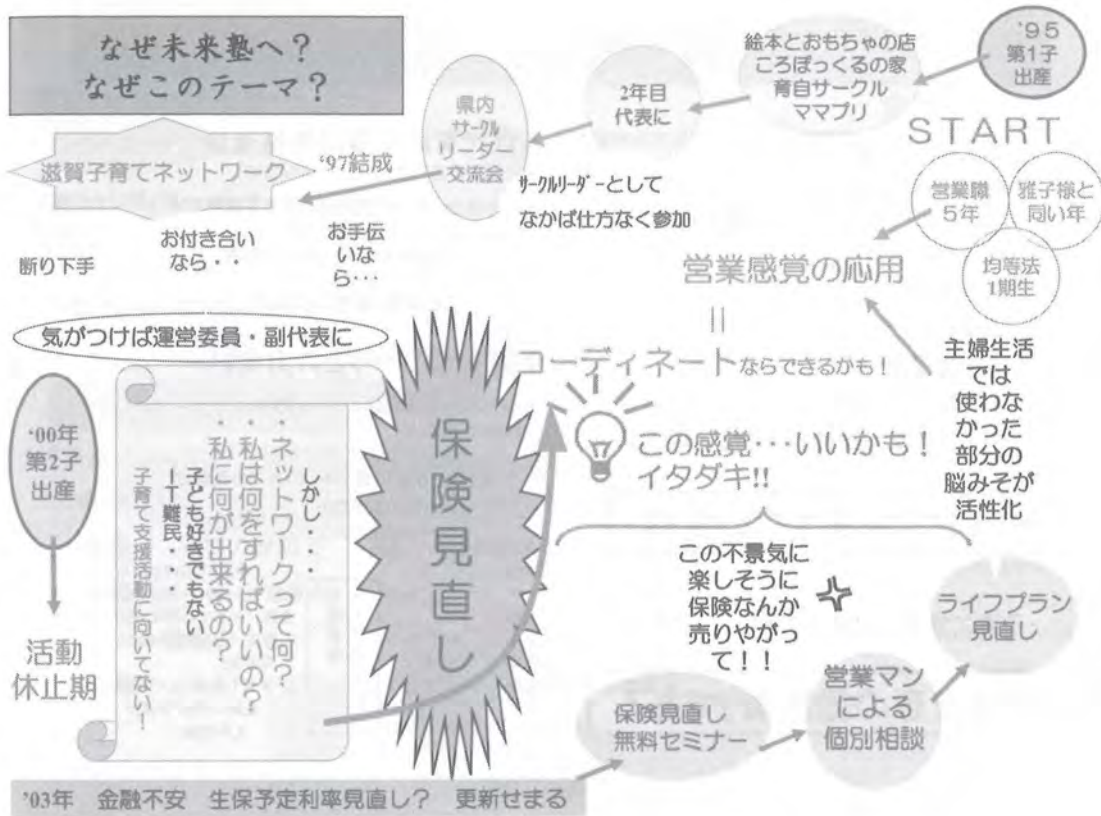 なぜ未来塾へ？
なぜこのテーマ？
'95
第1子
出産
START
絵本とおもちゃの店
ころぽっくるの家
育自サークル
ママプリ
2年目
代表に
県内
ｻｰｸﾙ
リーダー
交流会
ｻｰｸﾙﾘｰﾀﾞｰとして
なかば仕方なく参加
滋賀子育てネットワーク
'97結成
お手伝
いな
ら･･･
お付き合い
なら・・
断り下手
気がつけば運営委員・副代表に
'00年
第2子
出産
活動
休止期
しかし・・・
・ネットワークって何？
・私は何をすればいいの？
・私に何が出来るの？
子ども好きでもない
IT難民・・・
子育て支援活動に向いてない！
保険見直し
営業職
5年
雅子様と
同い年
均等法
1期生
営業感覚の応用
＝
コーディネートならできるかも！
この感覚･･･いいかも！
イタダキ!!
主婦生活
では
使わな
かった
部分の
脳みそが
活性化
この不景気に
楽しそうに
保険なんか
売りやがっ
て！！
ライフプラン
見直し
営業マン
による
個別相談
保険見直し
無料セミナー
'03年　金融不安　生保予定利率見直し？　更新せまる